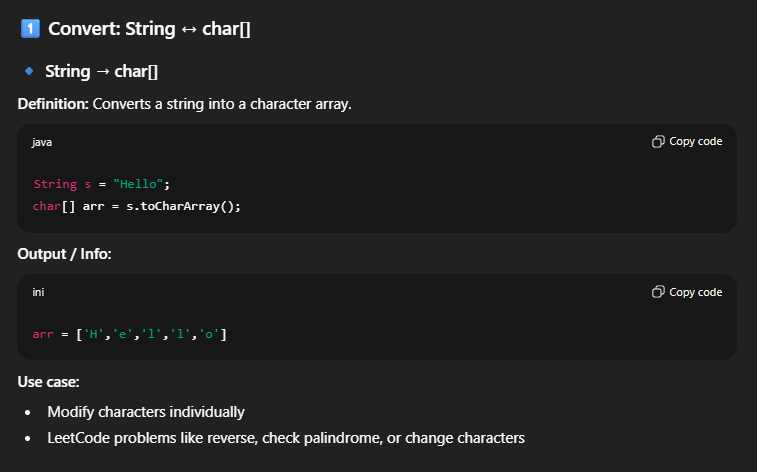 1 Convert: String ↔ char[]
String → char[]
Definition: Converts a string into a character array.
java Copy code
String s = "Hello";
char[] arr = s.toCharArray();
Output / Info:
ini Copy code
arr = ['H','e','l','l','o']
Use case:
• Modify characters individually
• LeetCode problems like reverse, check palindrome, or change characters